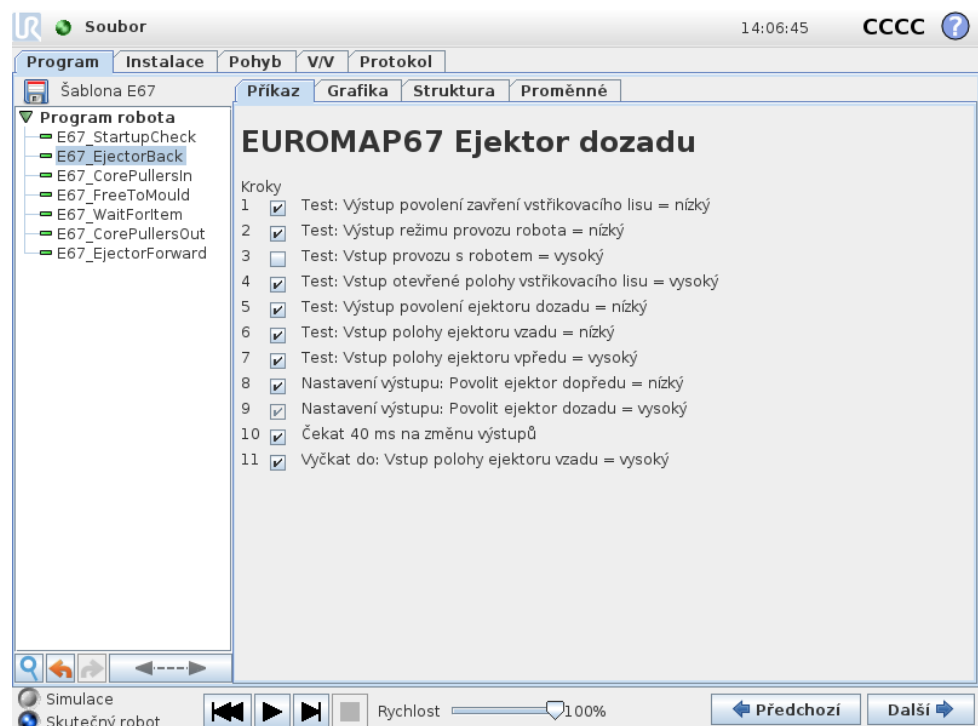 UR Soubor 14:06:45 CCCC ?
Program Instalace Pohyb V/V Protokol
Šablona E67
Příkaz Grafika Struktura Proměnné
Program robota
E67_StartupCheck
E67_EjectorBack
E67_CorePullersIn
E67_FreeToMould
E67_WaitForItem
E67_CorePullersOut
E67_EjectorForward
EUROMAP67 Ejektor dozadu
Kroky
1 Test: Výstup povolení zavření vstřikovacího lisu = nízký
2 Test: Výstup režimu provozu robota = nízký
3 Test: Vstup provozu s robotem = vysoký
4 Test: Vstup otevřené polohy vstřikovacího lisu = vysoký
5 Test: Výstup povolení ejektoru dozadu = nízký
6 Test: Vstup polohy ejektoru vzadu = nízký
7 Test: Vstup polohy ejektoru vpředu = vysoký
8 Nastavení výstupu: Povolit ejektor dopředu = nízký
9 Nastavení výstupu: Povolit ejektor dozadu = vysoký
10 Čekat 40 ms na změnu výstupů
11 Vyčkat do: Vstup polohy ejektoru vzadu = vysoký
Simulace
Skutečný robot
Rychlost 100%
Předchozí
Další